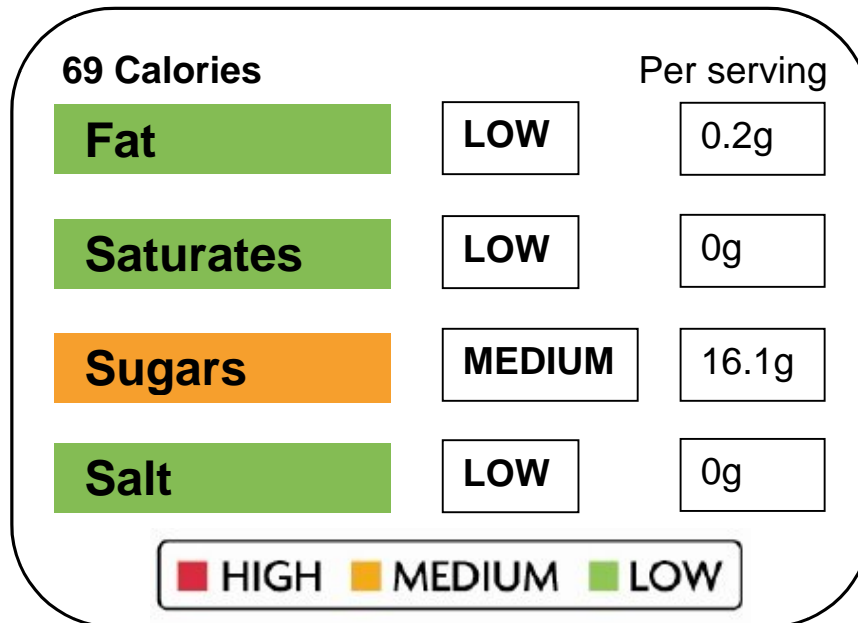 69 Calories Per serving
Fat LOW 0.2g
Saturates LOW 0g
Sugars MEDIUM 16.1g
Salt LOW 0g
HIGH MEDIUM LOW